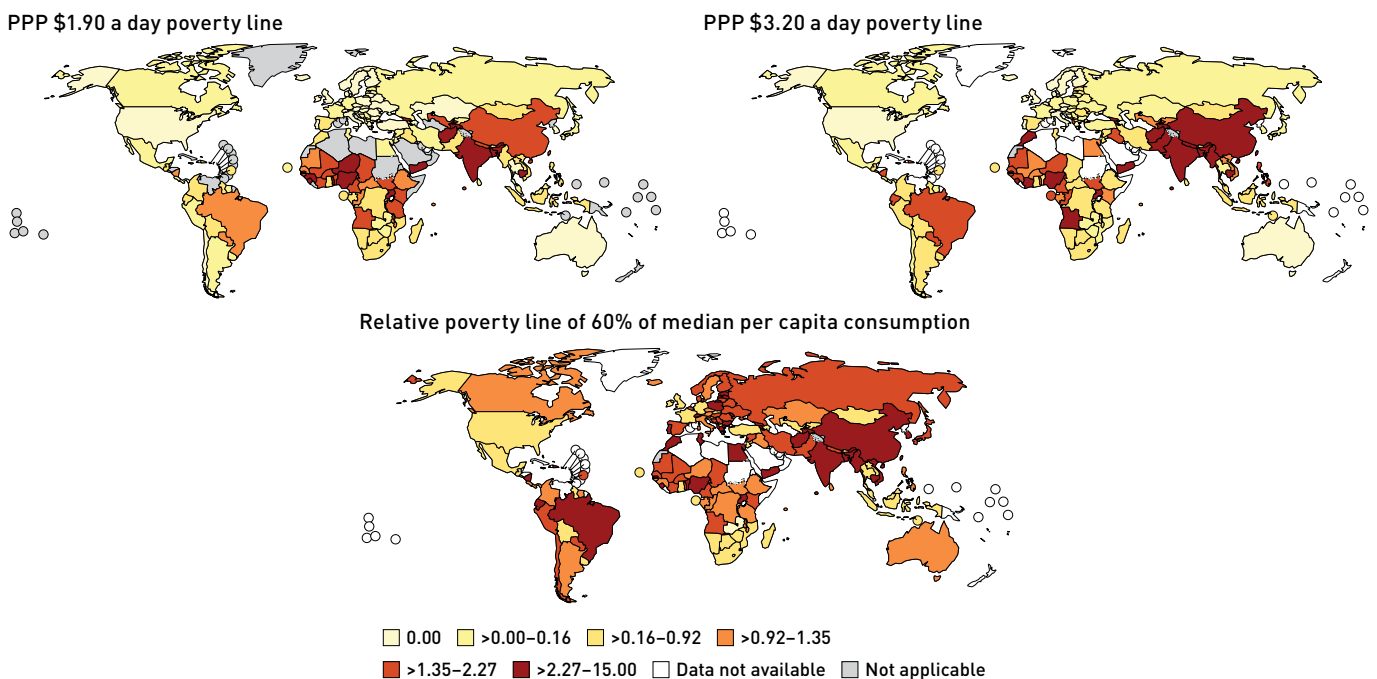 PPP $1.90 a day poverty line
PPP $3.20 a day poverty line
Relative poverty line of 60% of median per capita consumption
0.00 >0.00–0.16 >0.16–0.92 >0.92–1.35
>1.35–2.27 >2.27–15.00 Data not available Not applicable